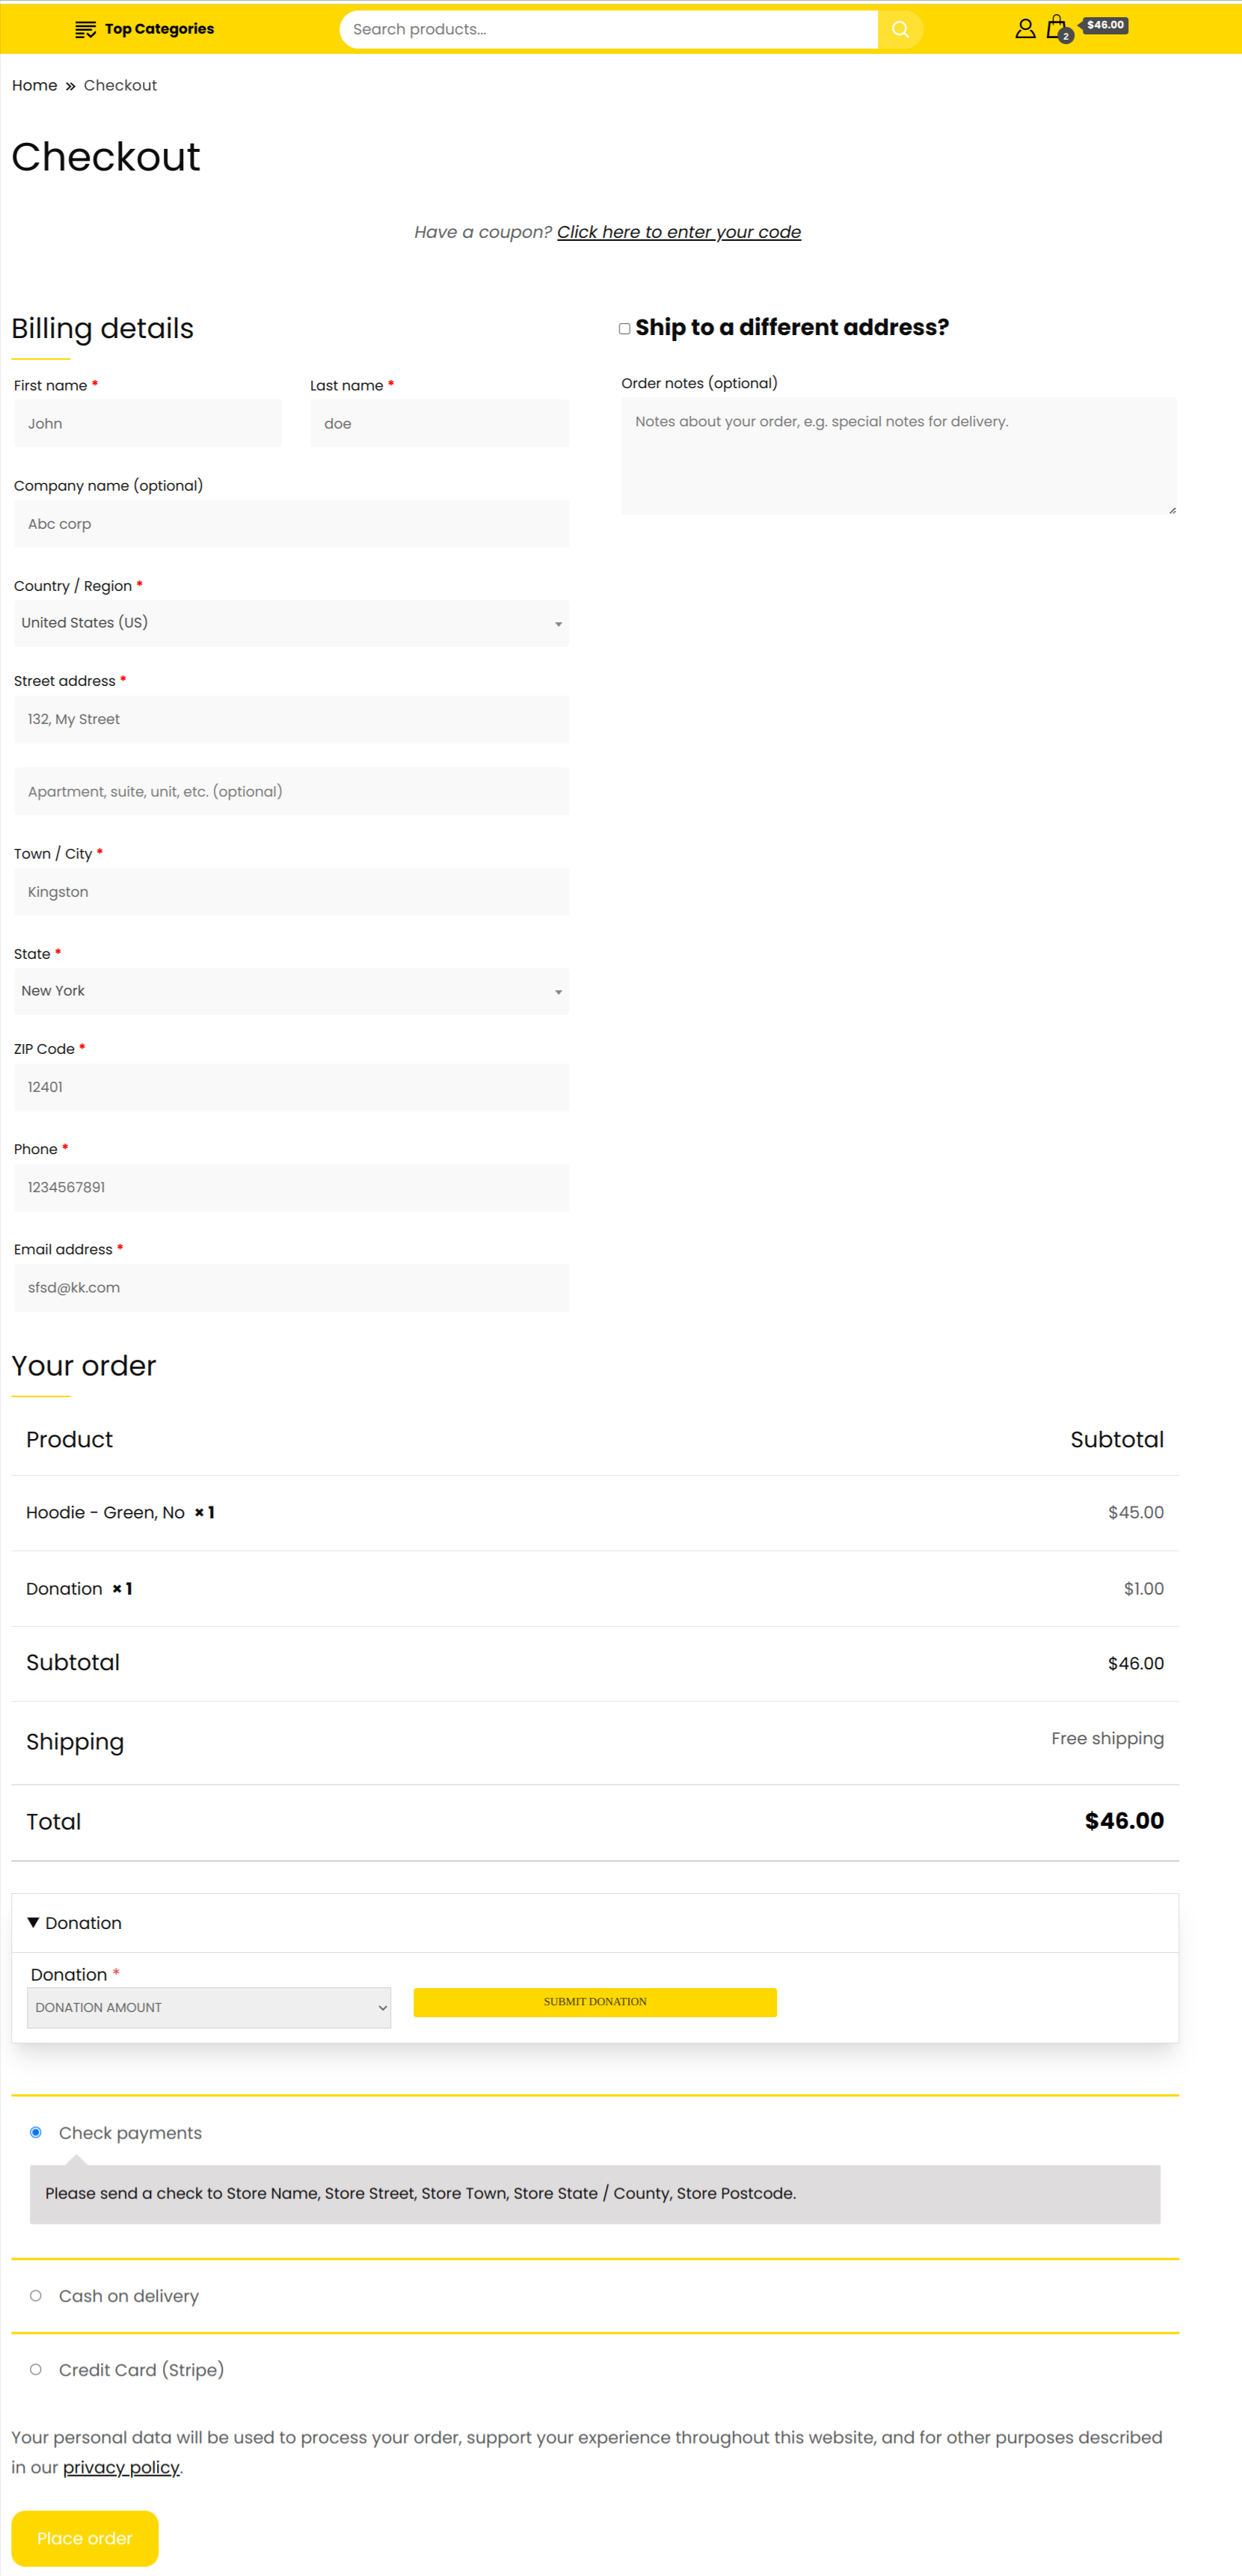 Top Categories
Search products...
2
$46.00
Home » Checkout
Checkout
Have a coupon? Click here to enter your code
Billing details
First name *
Last name *
John
doe
Company name (optional)
Abc corp
Country / Region *
United States (US)
Street address *
132, My Street
Apartment, suite, unit, etc. (optional)
Town / City *
Kingston
State *
New York
ZIP Code *
12401
Phone *
1234567891
Email address *
sfsd@kk.com
Ship to a different address?
Order notes (optional)
Notes about your order, e.g. special notes for delivery.
Your order
Product Subtotal
Hoodie - Green, No × 1 $45.00
Donation × 1 $1.00
Subtotal $46.00
Shipping Free shipping
Total $46.00
▼ Donation
Donation *
DONATION AMOUNT
SUBMIT DONATION
Check payments
Please send a check to Store Name, Store Street, Store Town, Store State / County, Store Postcode.
Cash on delivery
Credit Card (Stripe)
Your personal data will be used to process your order, support your experience throughout this website, and for other purposes described
in our privacy policy.
Place order